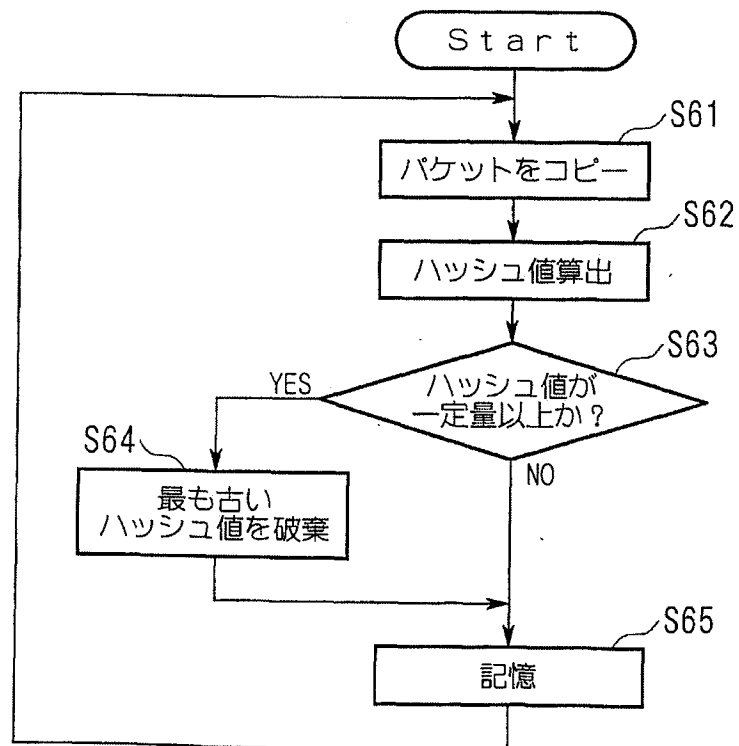 Start
S61
パケットをコピー
S62
ハッシュ値算出
S63
ハッシュ値が
一定量以上か？
YES
NO
S64
最も古い
ハッシュ値を破棄
S65
記憶